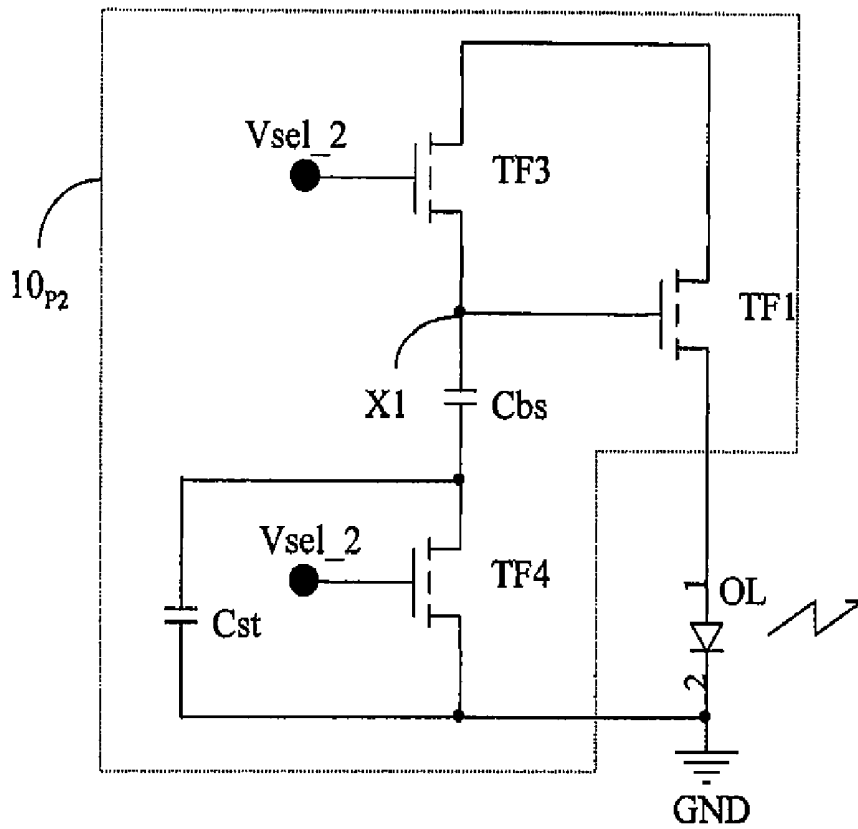 Vsel_2
TF3
10P2
TF1
X1
Cbs
Vsel_2
TF4
1
OL
Cst
2
GND